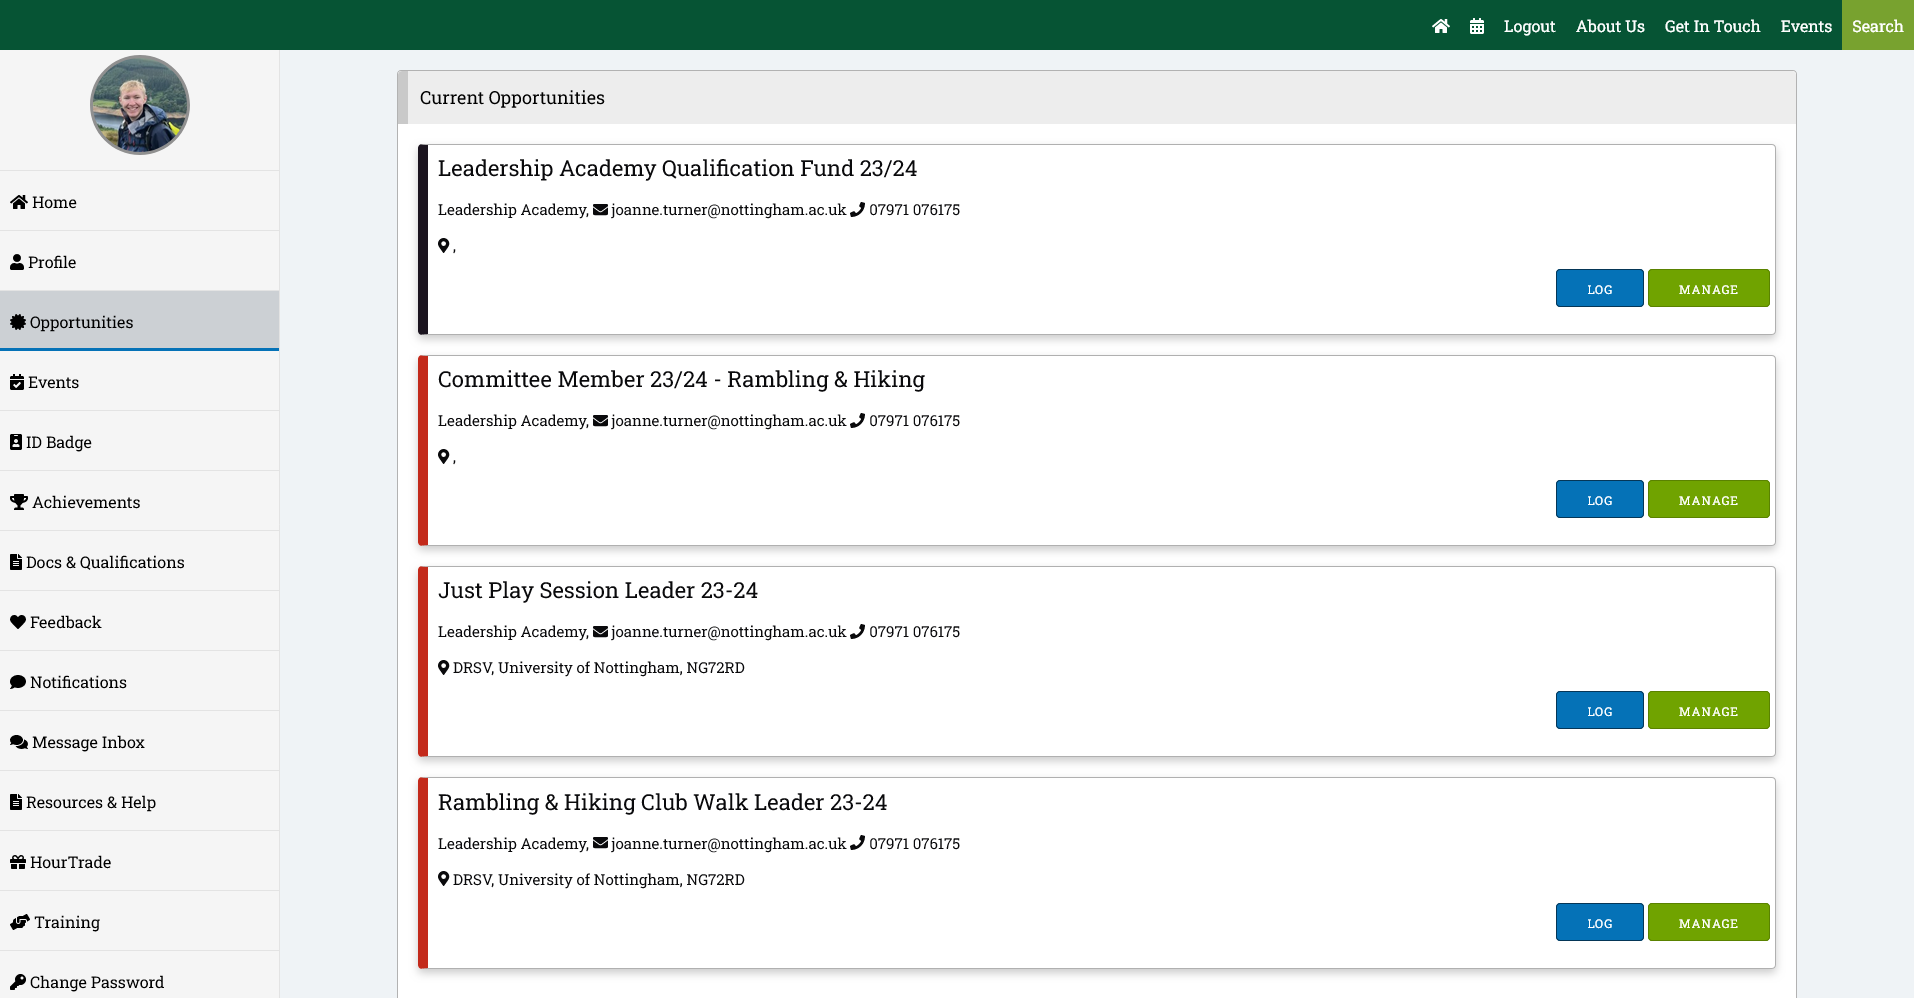 Logout About Us Get In Touch Events Search
Home
Profile
Opportunities
Events
ID Badge
Achievements
Docs & Qualifications
Feedback
Notifications
Message Inbox
Resources & Help
HourTrade
Training
Change Password
Current Opportunities
Leadership Academy Qualification Fund 23/24
Leadership Academy, joanne.turner@nottingham.ac.uk 07971 076175
,
LOG MANAGE
Committee Member 23/24 - Rambling & Hiking
Leadership Academy, joanne.turner@nottingham.ac.uk 07971 076175
,
LOG MANAGE
Just Play Session Leader 23-24
Leadership Academy, joanne.turner@nottingham.ac.uk 07971 076175
DRSV, University of Nottingham, NG72RD
LOG MANAGE
Rambling & Hiking Club Walk Leader 23-24
Leadership Academy, joanne.turner@nottingham.ac.uk 07971 076175
DRSV, University of Nottingham, NG72RD
LOG MANAGE